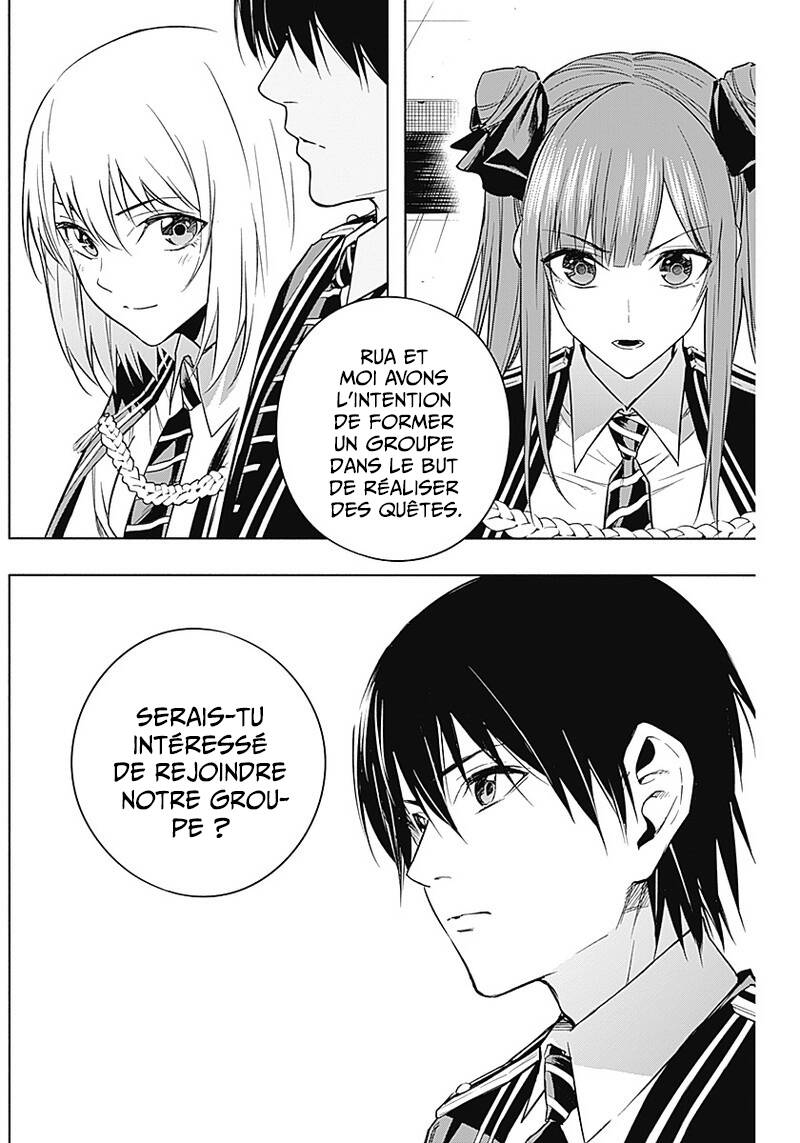 RUA ET
MOI AVONS
L'INTENTION
DE FORMER
UN GROUPE
DANS LE BUT
DE RÉALISER
DES QUÊTES.
SERAIS-TU
INTÉRESSÉ
DE REJOINDRE
NOTRE GROU-
PE ?